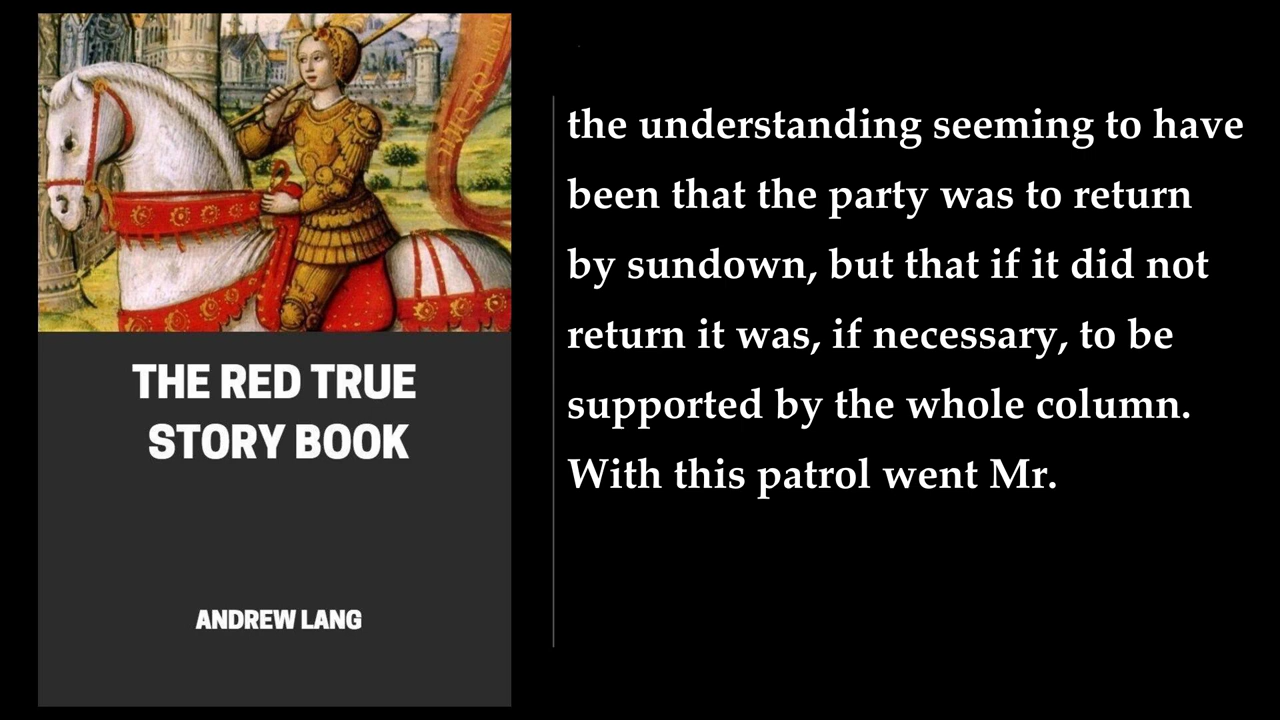 THE RED TRUE
STORY BOOK
ANDREW LANG
the understanding seeming to have
been that the party was to return
by sundown, but that if it did not
return it was, if necessary, to be
supported by the whole column.
With this patrol went Mr.